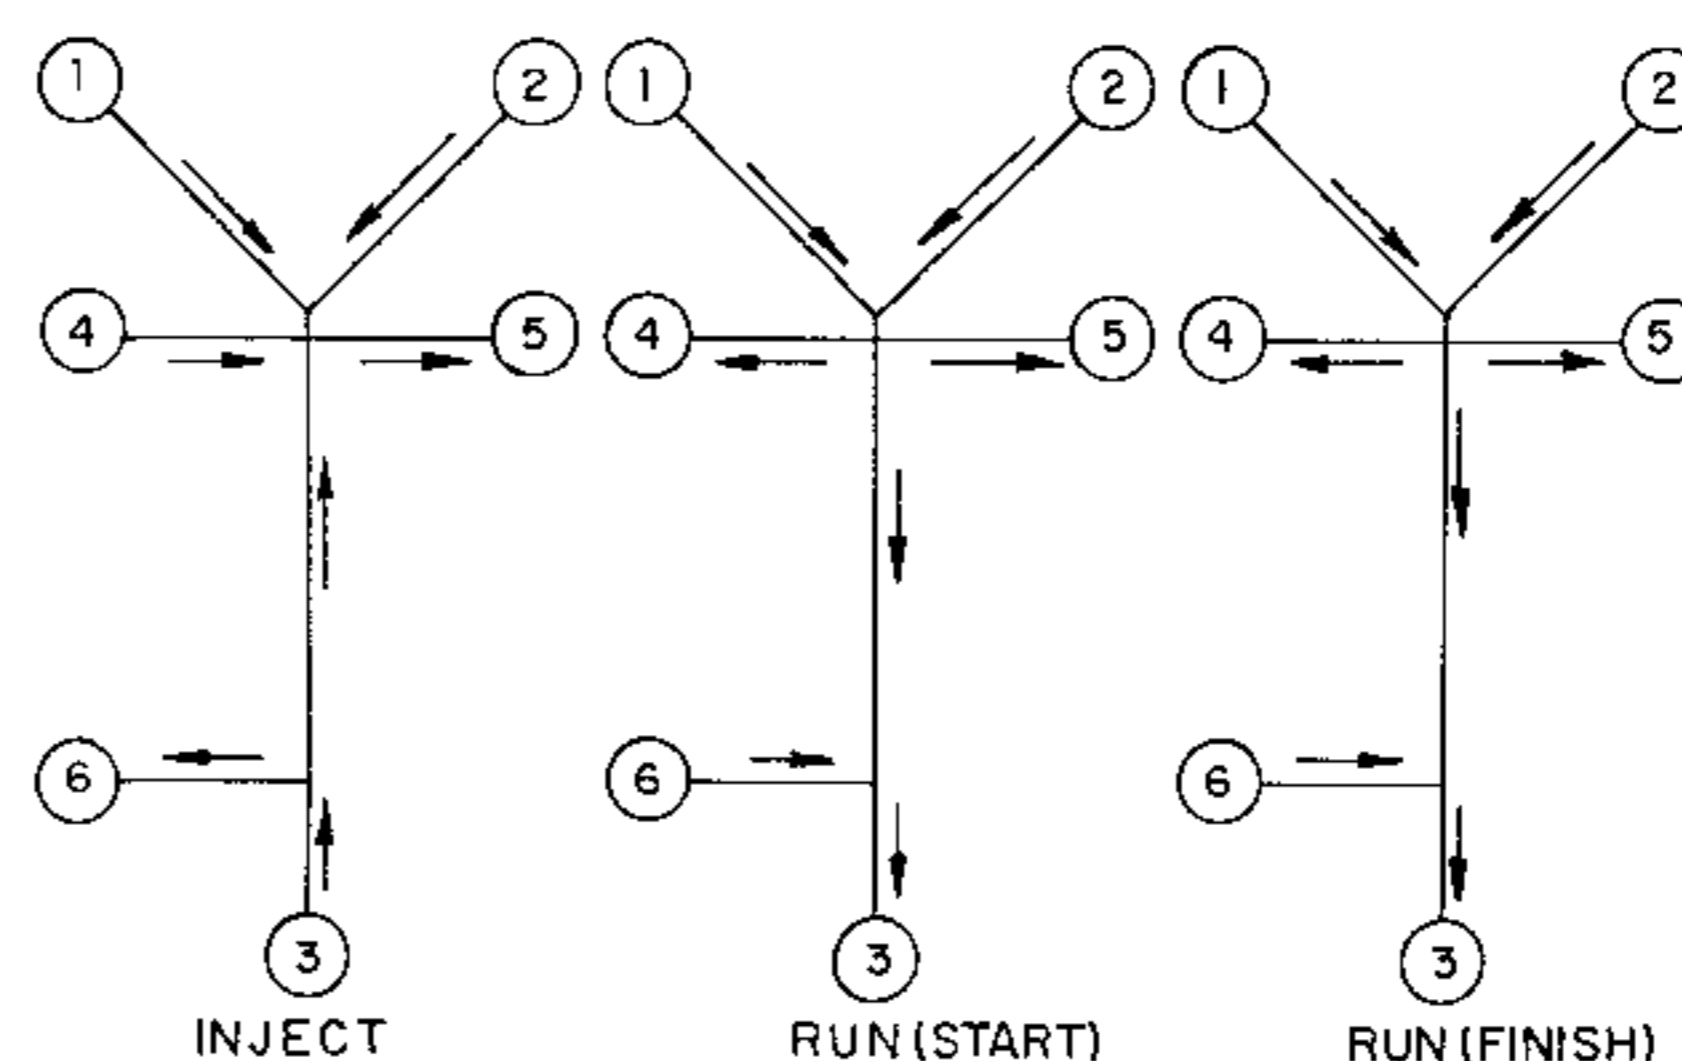 1 2 1 2 1 2
4 5 4 5 4 5
6 6 6
3 3 3
INJECT RUN(START) RUN(FINISH)